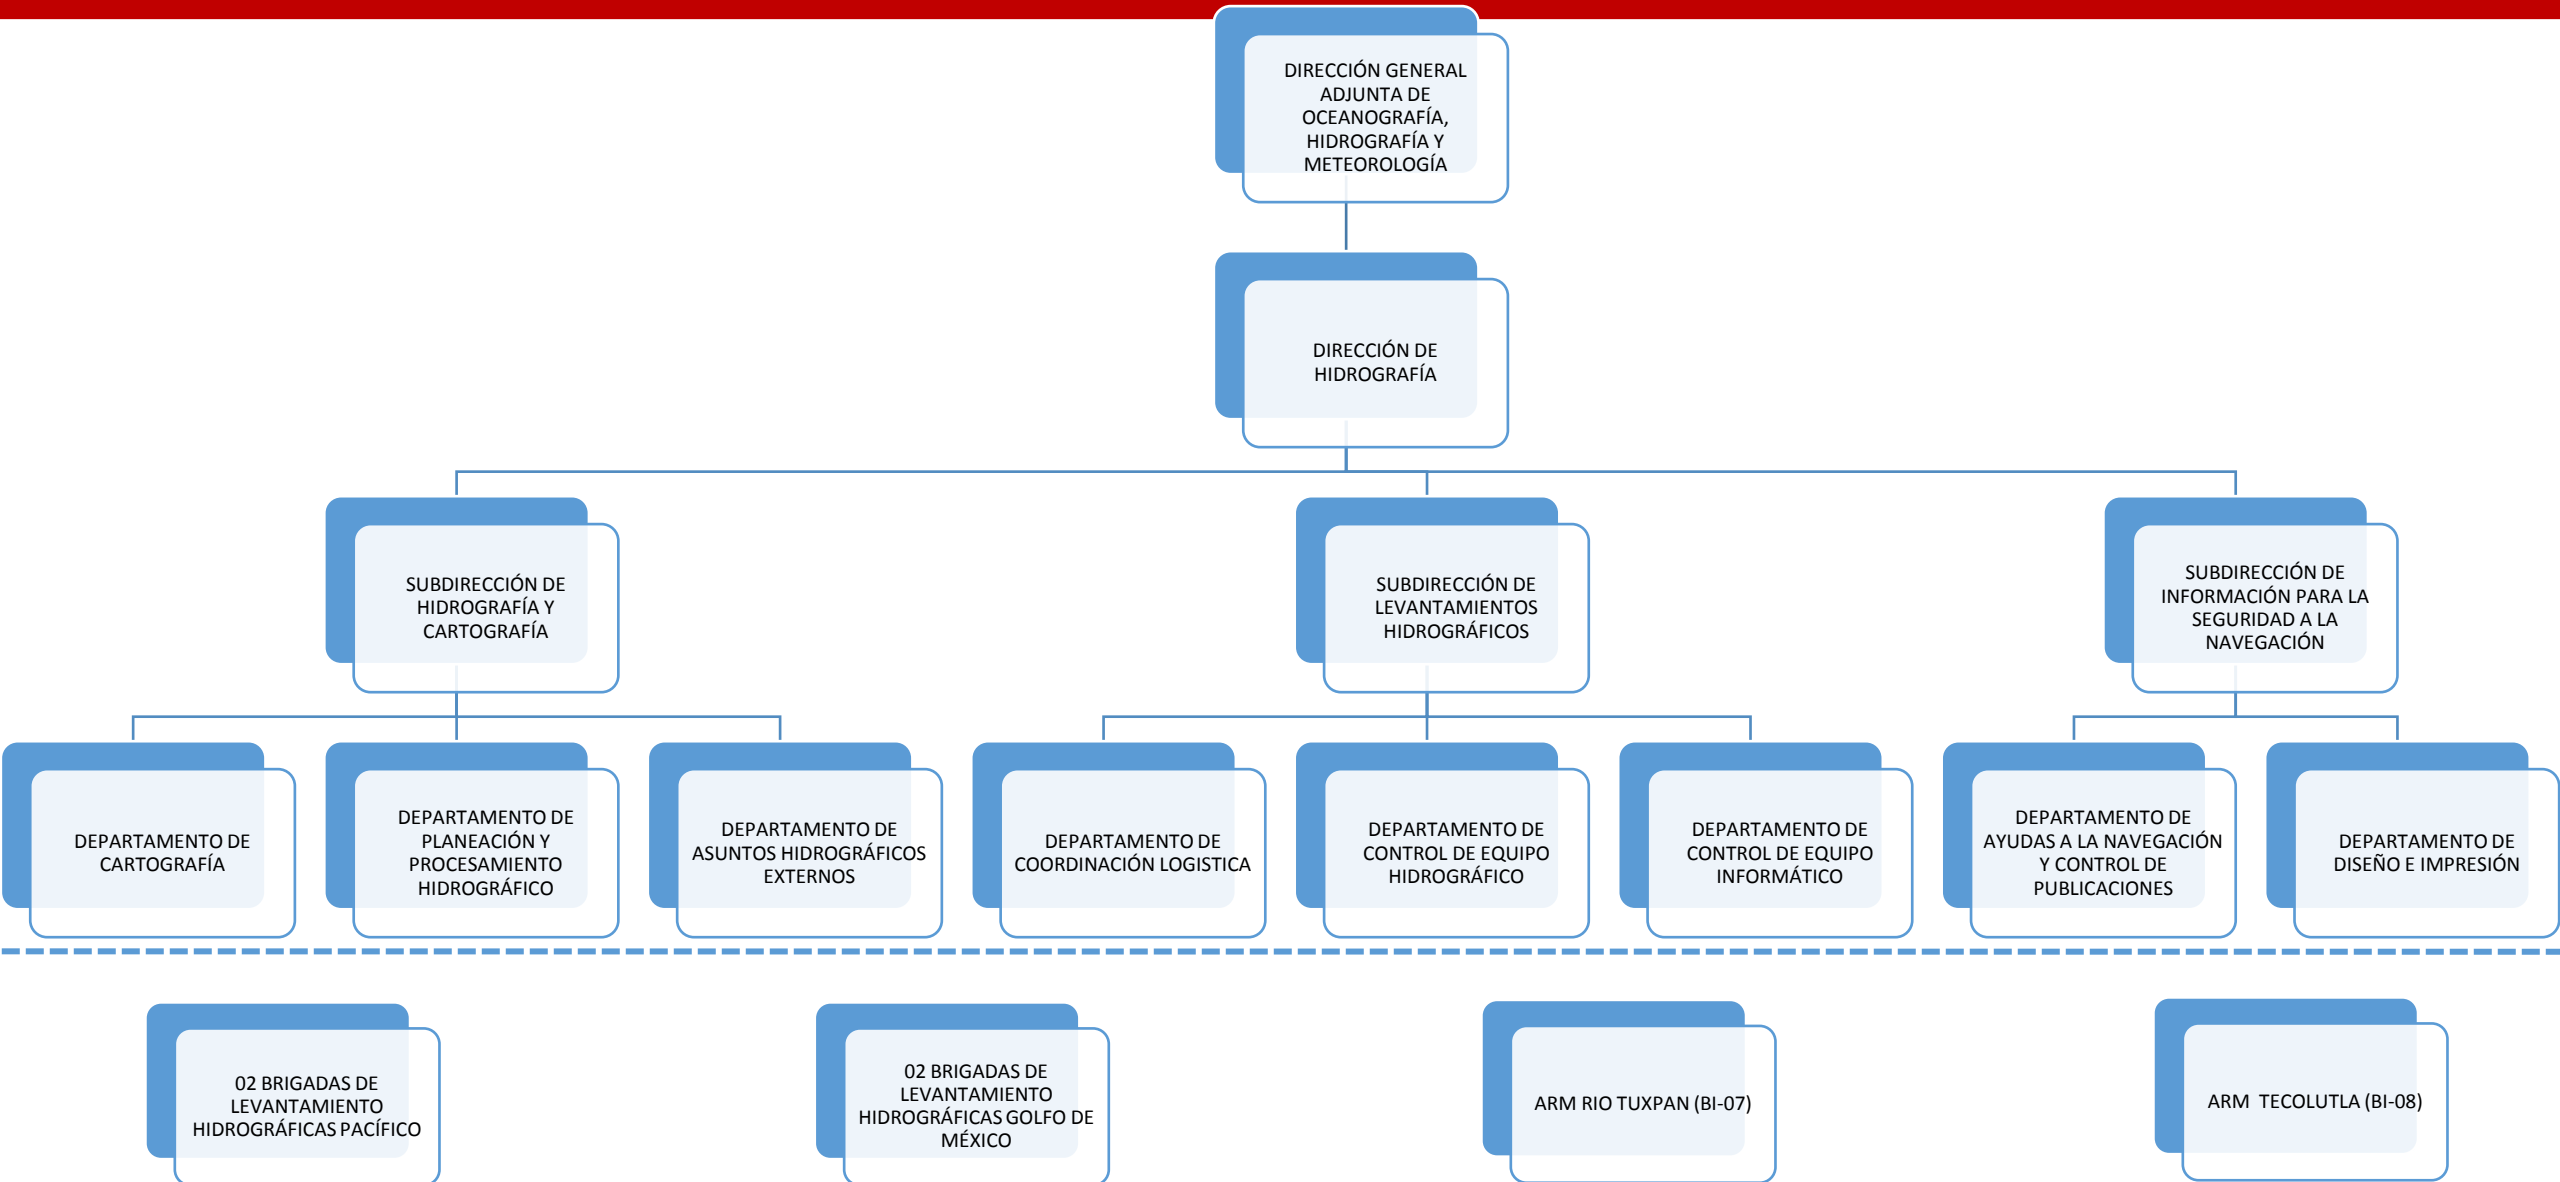 DIRECCIÓN GENERAL
ADJUNTA DE
OCEANOGRAFÍA,
HIDROGRAFÍA Y
METEOROLOGÍA
DIRECCIÓN DE
HIDROGRAFÍA
SUBDIRECCIÓN DE
HIDROGRAFÍA Y
CARTOGRAFÍA
SUBDIRECCIÓN DE
LEVANTAMIENTOS
HIDROGRÁFICOS
SUBDIRECCIÓN DE
INFORMACIÓN PARA LA
SEGURIDAD A LA
NAVEGACIÓN
DEPARTAMENTO DE
CARTOGRAFÍA
DEPARTAMENTO DE
PLANEACIÓN Y
PROCESAMIENTO
HIDROGRÁFICO
DEPARTAMENTO DE
ASUNTOS HIDROGRÁFICOS
EXTERNOS
DEPARTAMENTO DE
COORDINACIÓN LOGISTICA
DEPARTAMENTO DE
CONTROL DE EQUIPO
HIDROGRÁFICO
DEPARTAMENTO DE
CONTROL DE EQUIPO
INFORMÁTICO
DEPARTAMENTO DE
AYUDAS A LA NAVEGACIÓN
Y CONTROL DE
PUBLICACIONES
DEPARTAMENTO DE
DISEÑO E IMPRESIÓN
02 BRIGADAS DE
LEVANTAMIENTO
HIDROGRÁFICAS PACÍFICO
02 BRIGADAS DE
LEVANTAMIENTO
HIDROGRÁFICAS GOLFO DE
MÉXICO
ARM RIO TUXPAN (BI-07)
ARM  TECOLUTLA (BI-08)